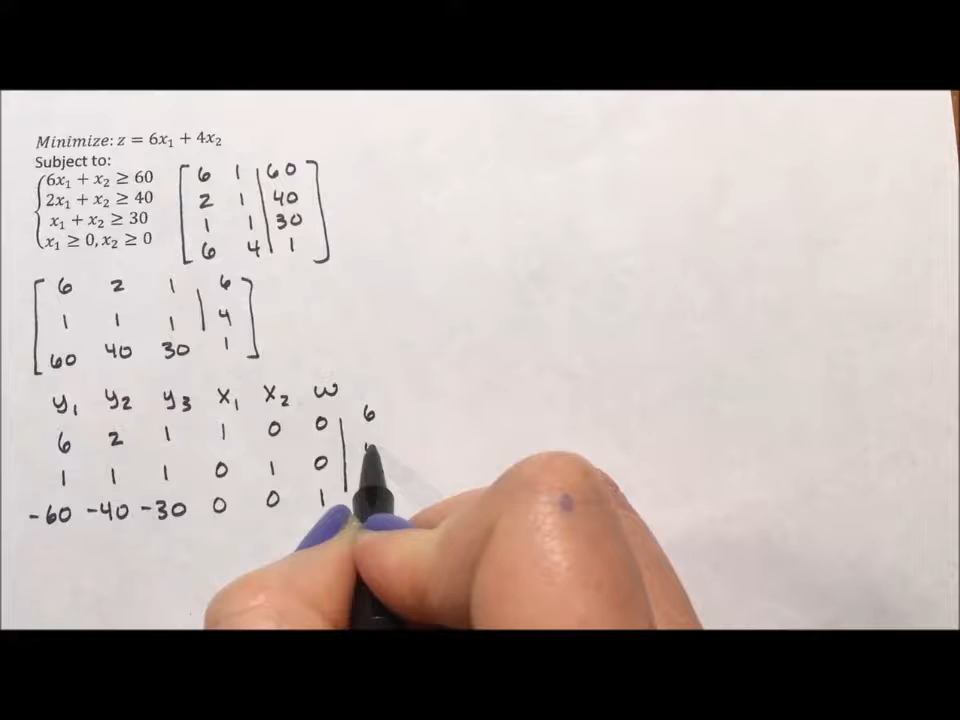 Minimize: z = 6x₁ + 4x₂
Subject to:
6x₁ + x₂ ≥ 60
2x₁ + x₂ ≥ 40
x₁ + x₂ ≥ 30
x₁ ≥ 0, x₂ ≥ 0
6 1 | 60
2 1 | 40
1 1 | 30
6 4 | 1
6 2 1 | 6
1 1 1 | 4
60 40 30 1
y₁ y₂ y₃ x₁ x₂ w
6 2 1 1 0 0 | 6
1 1 1 0 1 0 |
-60 -40 -30 0 0 1